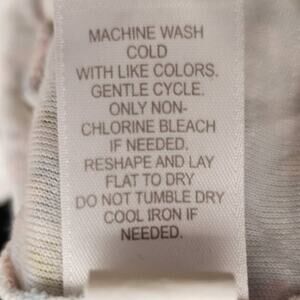 MACHINE WASH
COLD
WITH LIKE COLORS.
GENTLE CYCLE.
ONLY NON-
CHLORINE BLEACH
IF NEEDED.
RESHAPE AND LAY
FLAT TO DRY
DO NOT TUMBLE DRY
COOL IRON IF
NEEDED.